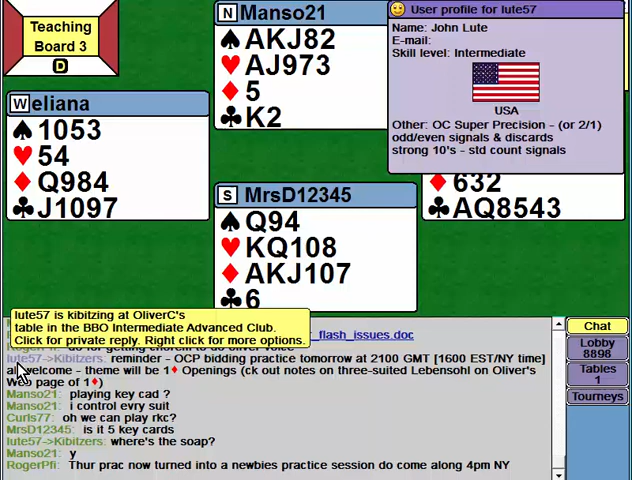 Teaching
Board 3
D
N Manso21
♠ AKJ82
♥ AJ973
♦ 5
♣ K2
User profile for lute57
Name: John Lute
E-mail:
Skill level: Intermediate
USA
Other: OC Super Precision - (or 2/1)
odd/even signals & discards
strong 10's - std count signals
W eliana
♠ 1053
♥ 54
♦ Q984
♣ J1097
♦ 632
♣ AQ8543
S MrsD12345
♠ Q94
♥ KQ108
♦ AKJ107
♣ 6
lute57 is kibitzing at OliverC's
table in the BBO Intermediate Advanced Club.
Click for private reply. Right click for more options.
_flash_issues.doc
lute57->Kibitzers: reminder - OCP bidding practice tomorrow at 2100 GMT [1600 EST/NY time]
welcome - theme will be 1♦ Openings (ck out notes on three-suited Lebensohl on Oliver's
Web page of 1♦)
Manso21: playing key cad ?
Manso21: i control evry suit
Curls77: oh we can play rkc?
MrsD12345: is it 5 key cards
lute57->Kibitzers: where's the soap?
Manso21: y
RogerPfi: Thur prac now turned into a newbies practice session do come along 4pm NY
Chat
Lobby
8898
Tables
1
Tourneys